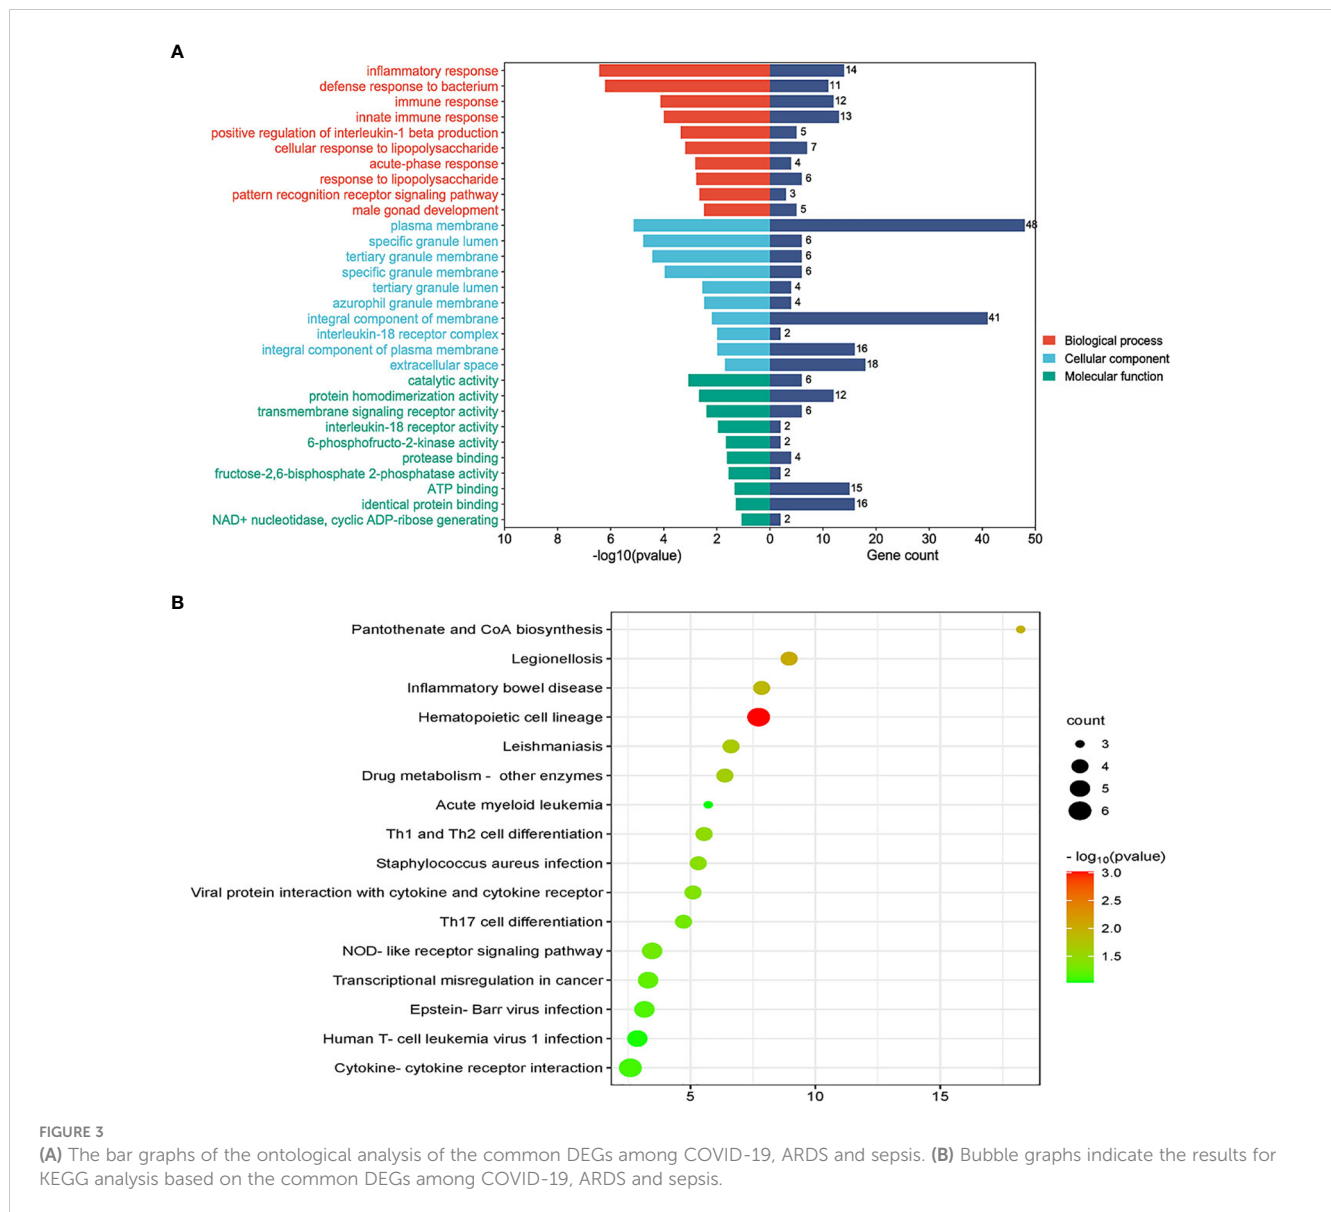 A
inflammatory response 14
defense response to bacterium 11
immune response 12
innate immune response 13
positive regulation of interleukin-1 beta production 5
cellular response to lipopolysaccharide 7
acute-phase response 4
response to lipopolysaccharide 6
pattern recognition receptor signaling pathway 3
male gonad development 5
plasma membrane 48
specific granule lumen 6
tertiary granule membrane 6
specific granule membrane 6
tertiary granule lumen 4
azurophil granule membrane 4
integral component of membrane 41
interleukin-18 receptor complex 2
integral component of plasma membrane 16
extracellular space 18
catalytic activity 6
protein homodimerization activity 12
transmembrane signaling receptor activity 6
interleukin-18 receptor activity 2
6-phosphofructo-2-kinase activity 2
protease binding 4
fructose-2,6-bisphosphate 2-phosphatase activity 2
ATP binding 15
identical protein binding 16
NAD+ nucleotidase, cyclic ADP-ribose generating 2
10 8 6 4 2 0 10 20 30 40 50
-log10(pvalue) Gene count
Biological process
Cellular component
Molecular function
B
Pantothenate and CoA biosynthesis
Legionellosis
Inflammatory bowel disease
Hematopoietic cell lineage
Leishmaniasis
Drug metabolism - other enzymes
Acute myeloid leukemia
Th1 and Th2 cell differentiation
Staphylococcus aureus infection
Viral protein interaction with cytokine and cytokine receptor
Th17 cell differentiation
NOD- like receptor signaling pathway
Transcriptional misregulation in cancer
Epstein- Barr virus infection
Human T- cell leukemia virus 1 infection
Cytokine- cytokine receptor interaction
5 10 15
count
3
4
5
6
- log10(pvalue)
3.0
2.5
2.0
1.5
FIGURE 3
(A) The bar graphs of the ontological analysis of the common DEGs among COVID-19, ARDS and sepsis. (B) Bubble graphs indicate the results for
KEGG analysis based on the common DEGs among COVID-19, ARDS and sepsis.